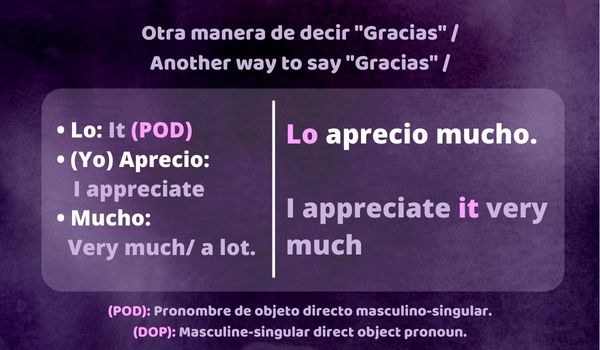 Otra manera de decir "Gracias" /
Another way to say "Gracias" /
• Lo: It (POD)
• (Yo) Aprecio:
I appreciate
• Mucho:
Very much/ a lot.
Lo aprecio mucho.
I appreciate it very
much
(POD): Pronombre de objeto directo masculino-singular.
(DOP): Masculine-singular direct object pronoun.